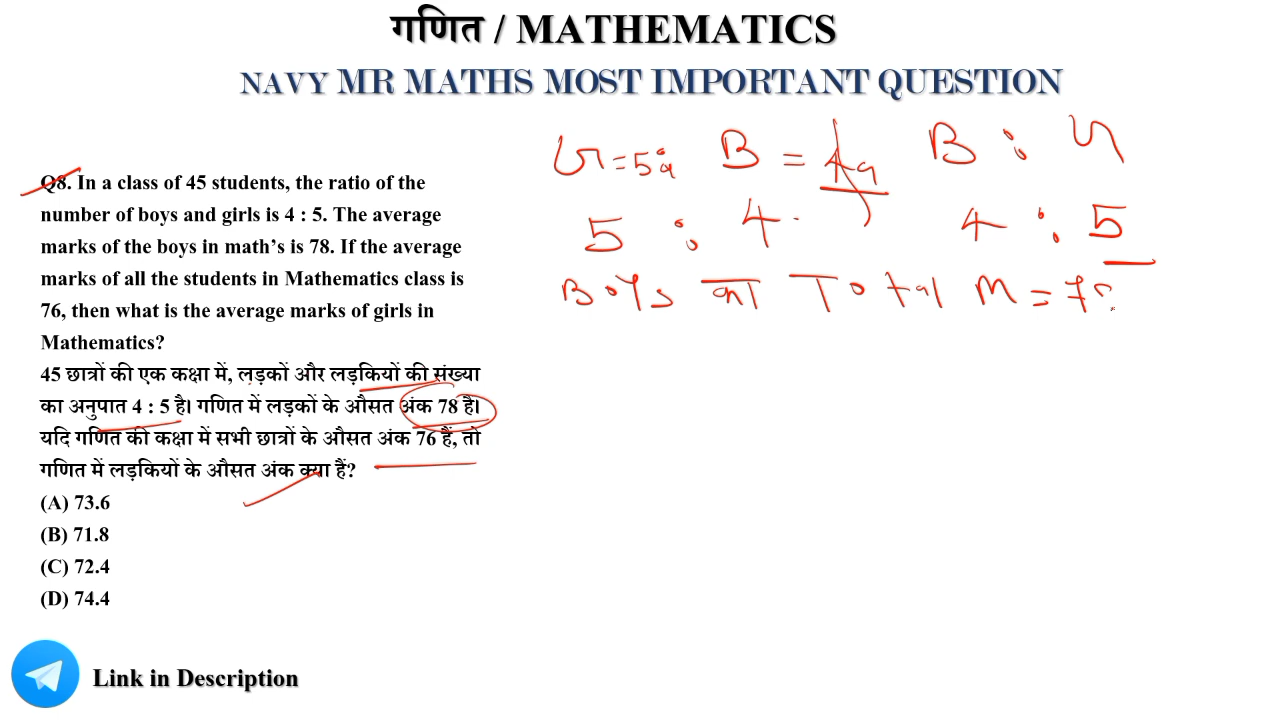 गणित / MATHEMATICS
NAVY MR MATHS MOST IMPORTANT QUESTION
G = 5a B = 4a B : G
5 : 4 4 : 5
Boys का Total M = 78
Q8. In a class of 45 students, the ratio of the
number of boys and girls is 4 : 5. The average
marks of the boys in math’s is 78. If the average
marks of all the students in Mathematics class is
76, then what is the average marks of girls in
Mathematics?
45 छात्रों की एक कक्षा में, लड़कों और लड़कियों की संख्या
का अनुपात 4 : 5 है। गणित में लड़कों के औसत अंक 78 है।
यदि गणित की कक्षा में सभी छात्रों के औसत अंक 76 हैं, तो
गणित में लड़कियों के औसत अंक क्या हैं?
(A) 73.6
(B) 71.8
(C) 72.4
(D) 74.4
Link in Description